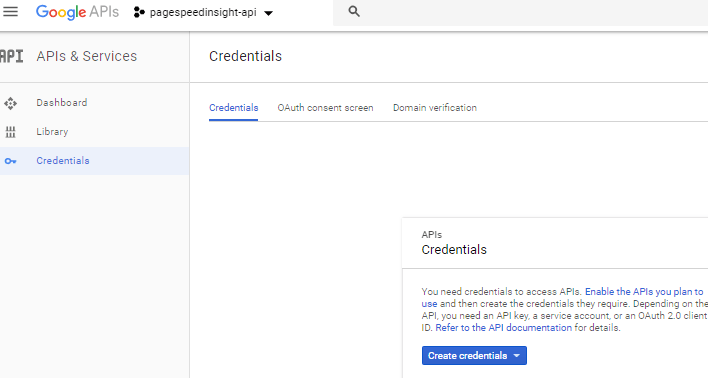 Google APIs
pagespeedinsight-api
API
APIs & Services
Credentials
Dashboard
Library
Credentials
Credentials
OAuth consent screen
Domain verification
APIs
Credentials
You need credentials to access APIs. Enable the APIs you plan to
use and then create the credentials they require. Depending on the
API, you need an API key, a service account, or an OAuth 2.0 client
ID. Refer to the API documentation for details.
Create credentials